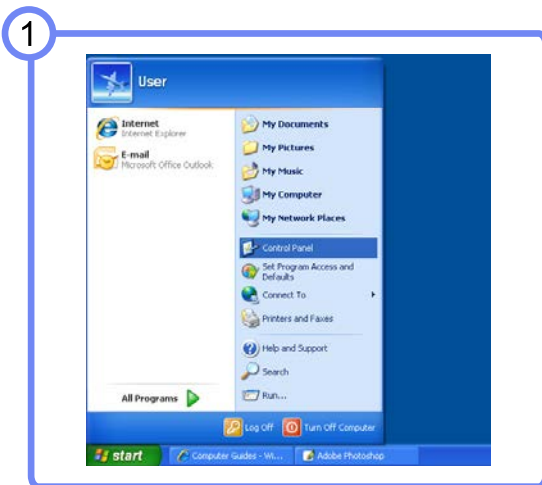 1
User
Internet
Internet Explorer
E-mail
Microsoft Office Outlook
All Programs
My Documents
My Pictures
My Music
My Computer
My Network Places
Control Panel
Set Program Access and
Defaults
Connect To
Printers and Faxes
Help and Support
Search
Run...
Log Off
Turn Off Computer
start
Computer Guides - Wi...
Adobe Photoshop